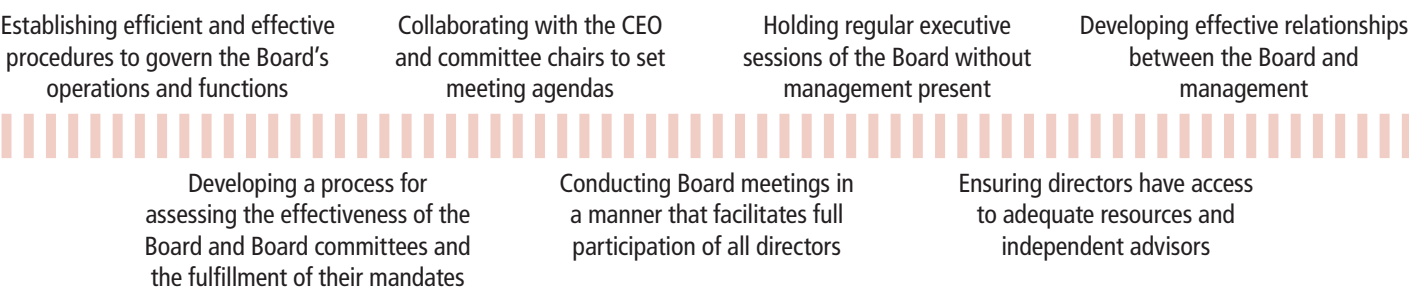 Establishing efficient and effective
procedures to govern the Board's
operations and functions
Collaborating with the CEO
and committee chairs to set
meeting agendas
Holding regular executive
sessions of the Board without
management present
Developing effective relationships
between the Board and
management
Developing a process for
assessing the effectiveness of the
Board and Board committees and
the fulfillment of their mandates
Conducting Board meetings in
a manner that facilitates full
participation of all directors
Ensuring directors have access
to adequate resources and
independent advisors